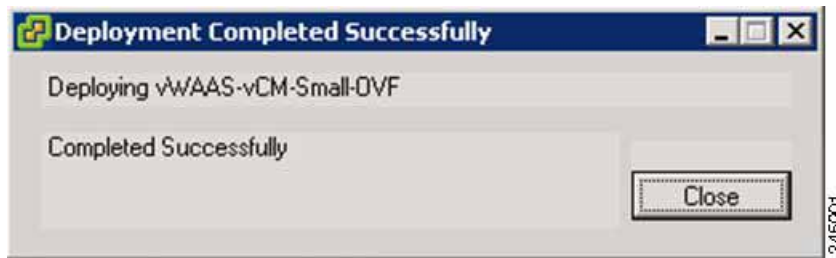 Deployment Completed Successfully
Deploying vWAAS-vCM-Small-OVF
Completed Successfully
Close